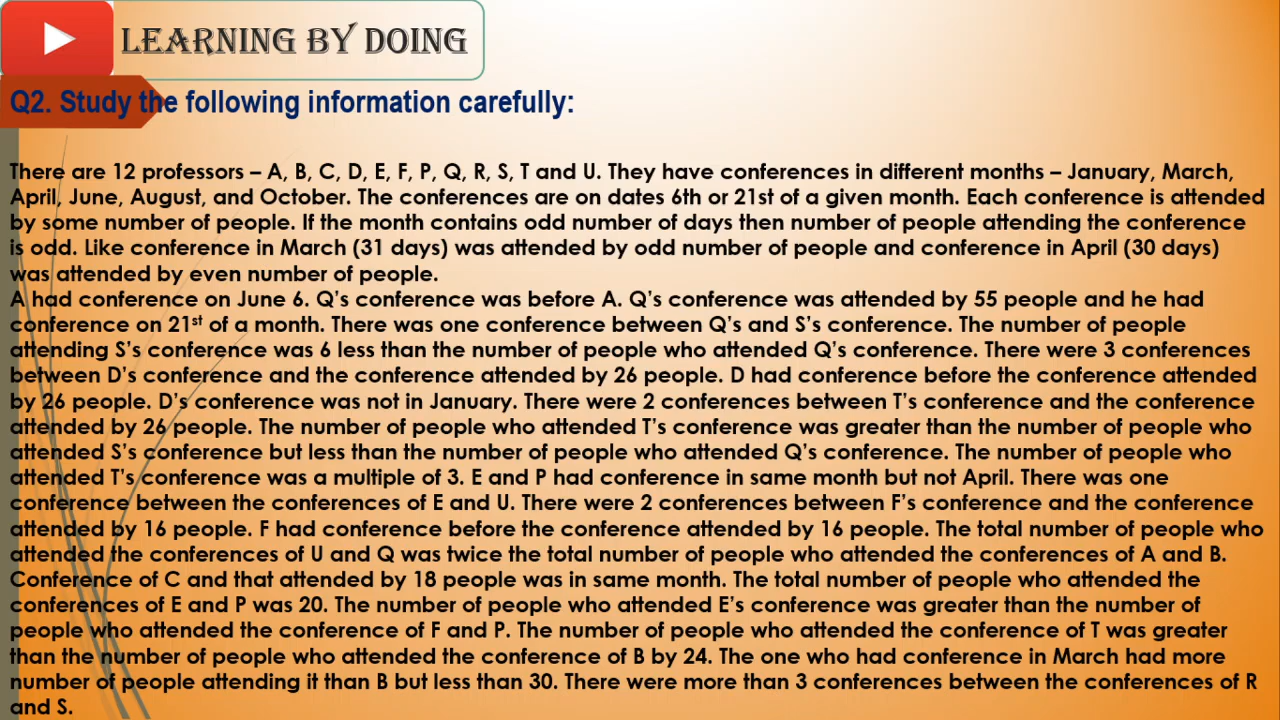 LEARNING BY DOING
Q2. Study the following information carefully:
There are 12 professors – A, B, C, D, E, F, P, Q, R, S, T and U. They have conferences in different months – January, March,
April, June, August, and October. The conferences are on dates 6th or 21st of a given month. Each conference is attended
by some number of people. If the month contains odd number of days then number of people attending the conference
is odd. Like conference in March (31 days) was attended by odd number of people and conference in April (30 days)
was attended by even number of people.
A had conference on June 6. Q's conference was before A. Q's conference was attended by 55 people and he had
conference on 21st of a month. There was one conference between Q's and S's conference. The number of people
attending S's conference was 6 less than the number of people who attended Q's conference. There were 3 conferences
between D's conference and the conference attended by 26 people. D had conference before the conference attended
by 26 people. D's conference was not in January. There were 2 conferences between T's conference and the conference
attended by 26 people. The number of people who attended T's conference was greater than the number of people who
attended S's conference but less than the number of people who attended Q's conference. The number of people who
attended T's conference was a multiple of 3. E and P had conference in same month but not April. There was one
conference between the conferences of E and U. There were 2 conferences between F's conference and the conference
attended by 16 people. F had conference before the conference attended by 16 people. The total number of people who
attended the conferences of U and Q was twice the total number of people who attended the conferences of A and B.
Conference of C and that attended by 18 people was in same month. The total number of people who attended the
conferences of E and P was 20. The number of people who attended E's conference was greater than the number of
people who attended the conference of F and P. The number of people who attended the conference of T was greater
than the number of people who attended the conference of B by 24. The one who had conference in March had more
number of people attending it than B but less than 30. There were more than 3 conferences between the conferences of R
and S.